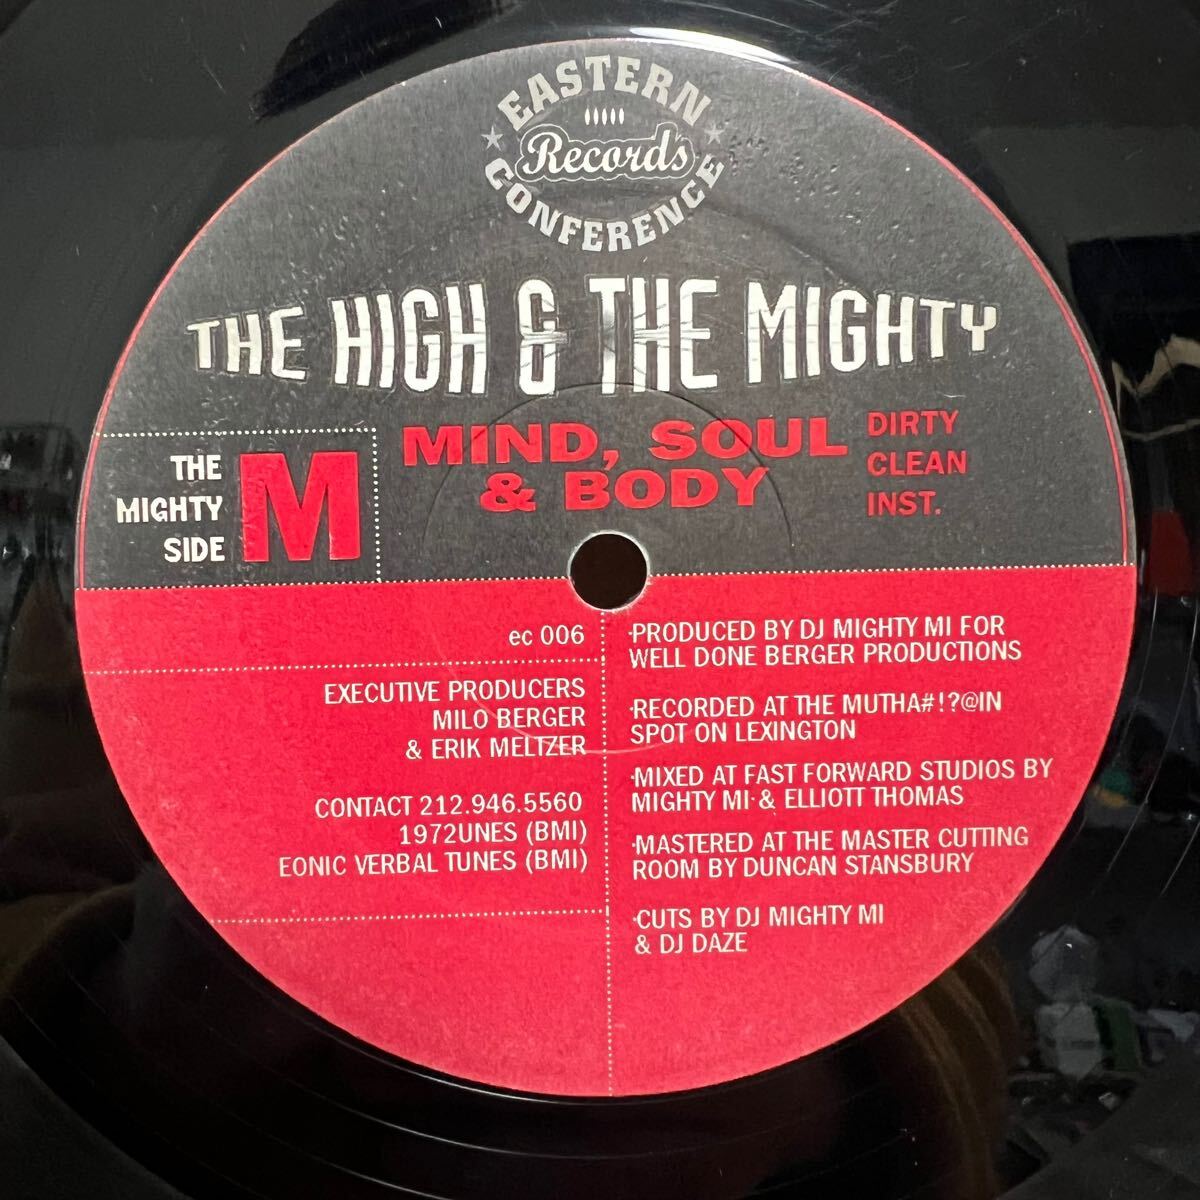 EASTERN
Records
CONFERENCE
THE HIGH & THE MIGHTY
MIND, SOUL
& BODY
DIRTY
CLEAN
INST.
THE
MIGHTY
SIDE
M
ec 006
EXECUTIVE PRODUCERS
MILO BERGER
& ERIK MELTZER
CONTACT 212.946.5560
1972UNES (BMI)
EONIC VERBAL TUNES (BMI)
·PRODUCED BY DJ MIGHTY MI FOR
WELL DONE BERGER PRODUCTIONS
·RECORDED AT THE MUTHA#!?@IN
SPOT ON LEXINGTON
·MIXED AT FAST FORWARD STUDIOS BY
MIGHTY MI & ELLIOTT THOMAS
·MASTERED AT THE MASTER CUTTING
ROOM BY DUNCAN STANSBURY
·CUTS BY DJ MIGHTY MI
& DJ DAZE